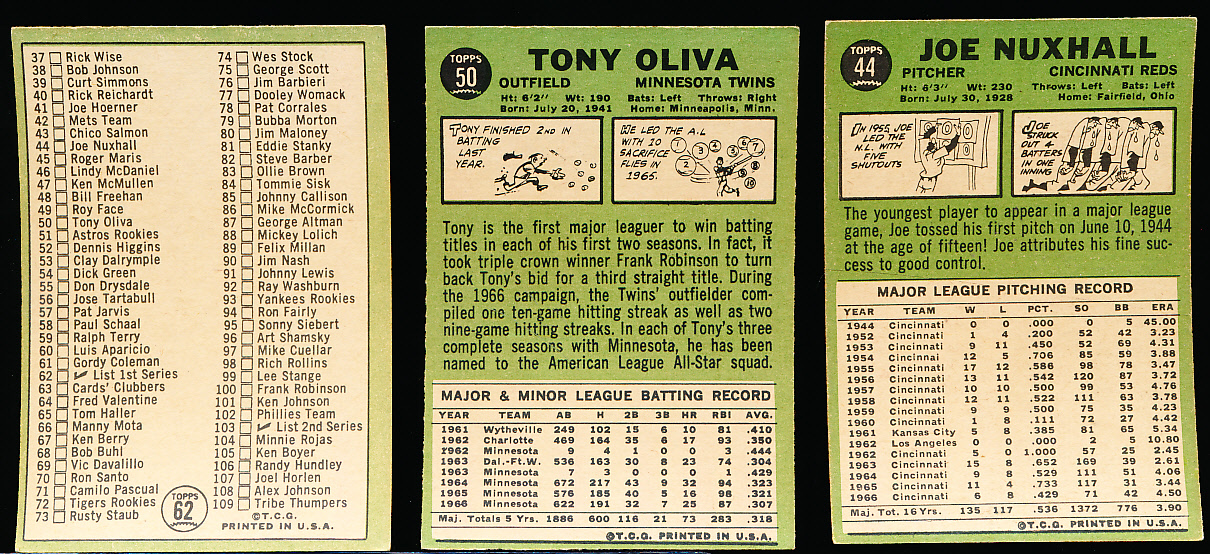 37 Rick Wise
38 Bob Johnson
39 Curt Simmons
40 Rick Reichardt
41 Joe Hoerner
42 Mets Team
43 Chico Salmon
44 Joe Nuxhall
45 Roger Maris
46 Lindy McDaniel
47 Ken McMullen
48 Bill Freehan
49 Roy Face
50 Tony Oliva
51 Astros Rookies
52 Dennis Higgins
53 Clay Dalrymple
54 Dick Green
55 Don Drysdale
56 Jose Tartabull
57 Pat Jarvis
58 Paul Schaal
59 Ralph Terry
60 Luis Aparicio
61 Gordy Coleman
62 ✓ List 1st Series
63 Cards' Clubbers
64 Fred Valentine
65 Tom Haller
66 Manny Mota
67 Ken Berry
68 Bob Buhl
69 Vic Davalillo
70 Ron Santo
71 Camilo Pascual
72 Tigers Rookies
73 Rusty Staub
74 Wes Stock
75 George Scott
76 Jim Barbieri
77 Dooley Womack
78 Pat Corrales
79 Bubba Morton
80 Jim Maloney
81 Eddie Stanky
82 Steve Barber
83 Ollie Brown
84 Tommie Sisk
85 Johnny Callison
86 Mike McCormick
87 George Altman
88 Mickey Lolich
89 Felix Millan
90 Jim Nash
91 Johnny Lewis
92 Ray Washburn
93 Yankees Rookies
94 Ron Fairly
95 Sonny Siebert
96 Art Shamsky
97 Mike Cuellar
98 Rich Rollins
99 Lee Stange
100 Frank Robinson
101 Ken Johnson
102 Phillies Team
103 ✓ List 2nd Series
104 Minnie Rojas
105 Ken Boyer
106 Randy Hundley
107 Joel Horlen
108 Alex Johnson
109 Tribe Thumpers
TOPPS
62
©T.C.G.
PRINTED IN U.S.A.
TOPPS
50
TONY OLIVA
OUTFIELD MINNESOTA TWINS
Ht: 6'2" Wt: 190 Bats: Left Throws: Right
Born: July 20, 1941 Home: Minneapolis, Minn.
TONY FINISHED 2ND IN
BATTING
LAST
YEAR.
HE LED THE A.L
WITH 10
SACRIFICE
FLIES IN
1965.
1 2 3 4 5 6 7 8 9 10
Tony is the first major leaguer to win batting
titles in each of his first two seasons. In fact, it
took triple crown winner Frank Robinson to turn
back Tony's bid for a third straight title. During
the 1966 campaign, the Twins' outfielder com-
piled one ten-game hitting streak as well as two
nine-game hitting streaks. In each of Tony's three
complete seasons with Minnesota, he has been
named to the American League All-Star squad.
MAJOR & MINOR LEAGUE BATTING RECORD
YEAR TEAM AB H 2B 3B HR RBI AVG.
1961 Wytheville 249 102 15 6 10 81 .410
1962 Charlotte 469 164 35 6 17 93 .350
1962 Minnesota 9 4 1 0 0 3 .444
1963 Dal.-Ft.W. 536 163 30 8 23 74 .304
1963 Minnesota 7 3 0 0 0 1 .429
1964 Minnesota 672 217 43 9 32 94 .323
1965 Minnesota 576 185 40 5 16 98 .321
1966 Minnesota 622 191 32 7 25 87 .307
Maj. Totals 5 Yrs. 1886 600 116 21 73 283 .318
©T.C.G. PRINTED IN U.S.A.
TOPPS
44
JOE NUXHALL
PITCHER CINCINNATI REDS
Ht: 6'3" Wt: 230 Throws: Left Bats: Left
Born: July 30, 1928 Home: Fairfield, Ohio
IN 1955, JOE
LED THE
N.L. WITH
FIVE
SHUTOUTS
JOE
STRUCK
OUT 4
BATTERS
IN ONE
INNING
The youngest player to appear in a major league
game, Joe tossed his first pitch on June 10, 1944
at the age of fifteen! Joe attributes his fine suc-
cess to good control.
MAJOR LEAGUE PITCHING RECORD
YEAR TEAM W L PCT. SO BB ERA
1944 Cincinnati 0 0 .000 0 5 45.00
1952 Cincinnati 1 4 .200 52 42 3.23
1953 Cincinnati 9 11 .450 52 69 4.31
1954 Cincinnai 12 5 .706 85 59 3.88
1955 Cincinnati 17 12 .586 98 78 3.47
1956 Cincinnati 13 11 .542 120 87 3.72
1957 Cincinnati 10 10 .500 99 53 4.76
1958 Cincinnati 12 11 .522 111 63 3.78
1959 Cincinnati 9 9 .500 75 35 4.23
1960 Cincinnati 1 8 .111 72 27 4.42
1961 Kansas City 5 8 .385 81 65 5.34
1962 Los Angeles 0 0 .000 2 5 10.80
1962 Cincinnati 5 0 1.000 57 25 2.45
1963 Cincinnati 15 8 .652 169 39 2.61
1964 Cincinnati 9 8 .529 111 51 4.06
1965 Cincinnati 11 4 .733 117 31 3.44
1966 Cincinnati 6 8 .429 71 42 4.50
Maj. Tot. 16 Yrs. 135 117 .536 1372 776 3.90
©T.C.G. PRINTED IN U.S.A.